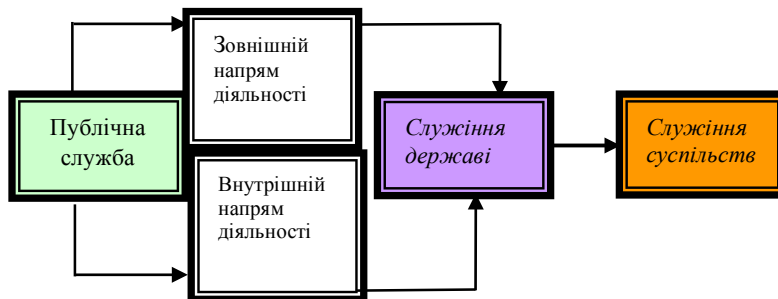 Зовнішній
напрям
діяльності
Публічна
служба
Внутрішній
напрям
діяльності
Служіння
державі
Служіння
суспільств